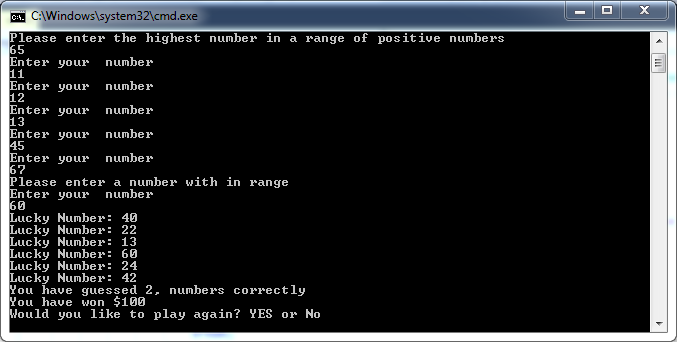 C:\Windows\system32\cmd.exe
Please enter the highest number in a range of positive numbers
65
Enter your  number
11
Enter your  number
12
Enter your  number
13
Enter your  number
45
Enter your  number
67
Please enter a number with in range
Enter your  number
60
Lucky Number: 40
Lucky Number: 22
Lucky Number: 13
Lucky Number: 60
Lucky Number: 24
Lucky Number: 42
You have guessed 2, numbers correctly
You have won $100
Would you like to play again? YES or No